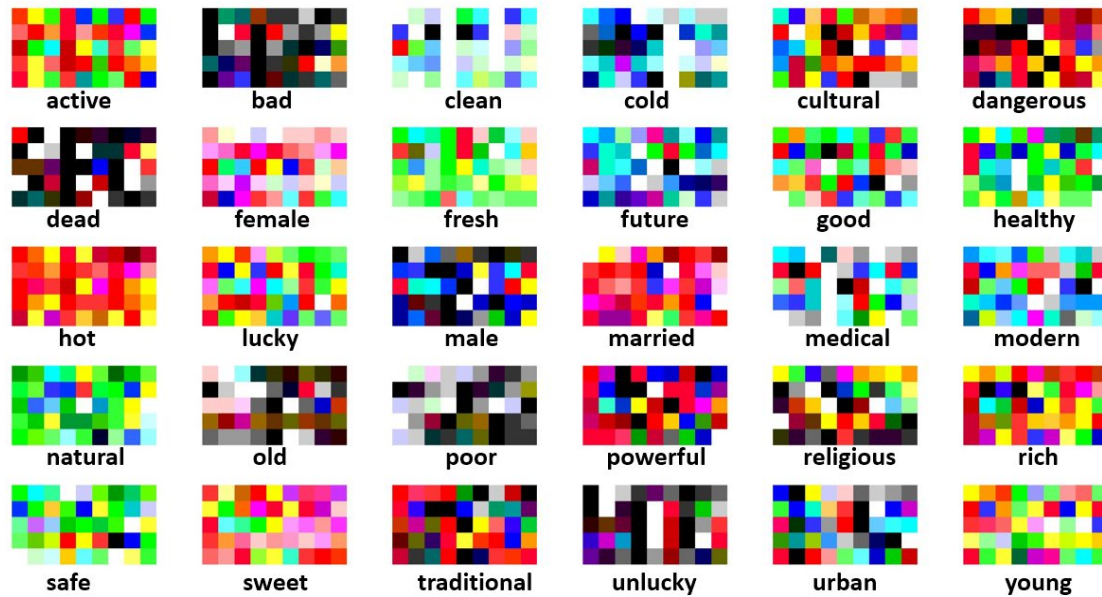 active bad clean cold cultural dangerous
dead female fresh future good healthy
hot lucky male married medical modern
natural old poor powerful religious rich
safe sweet traditional unlucky urban young